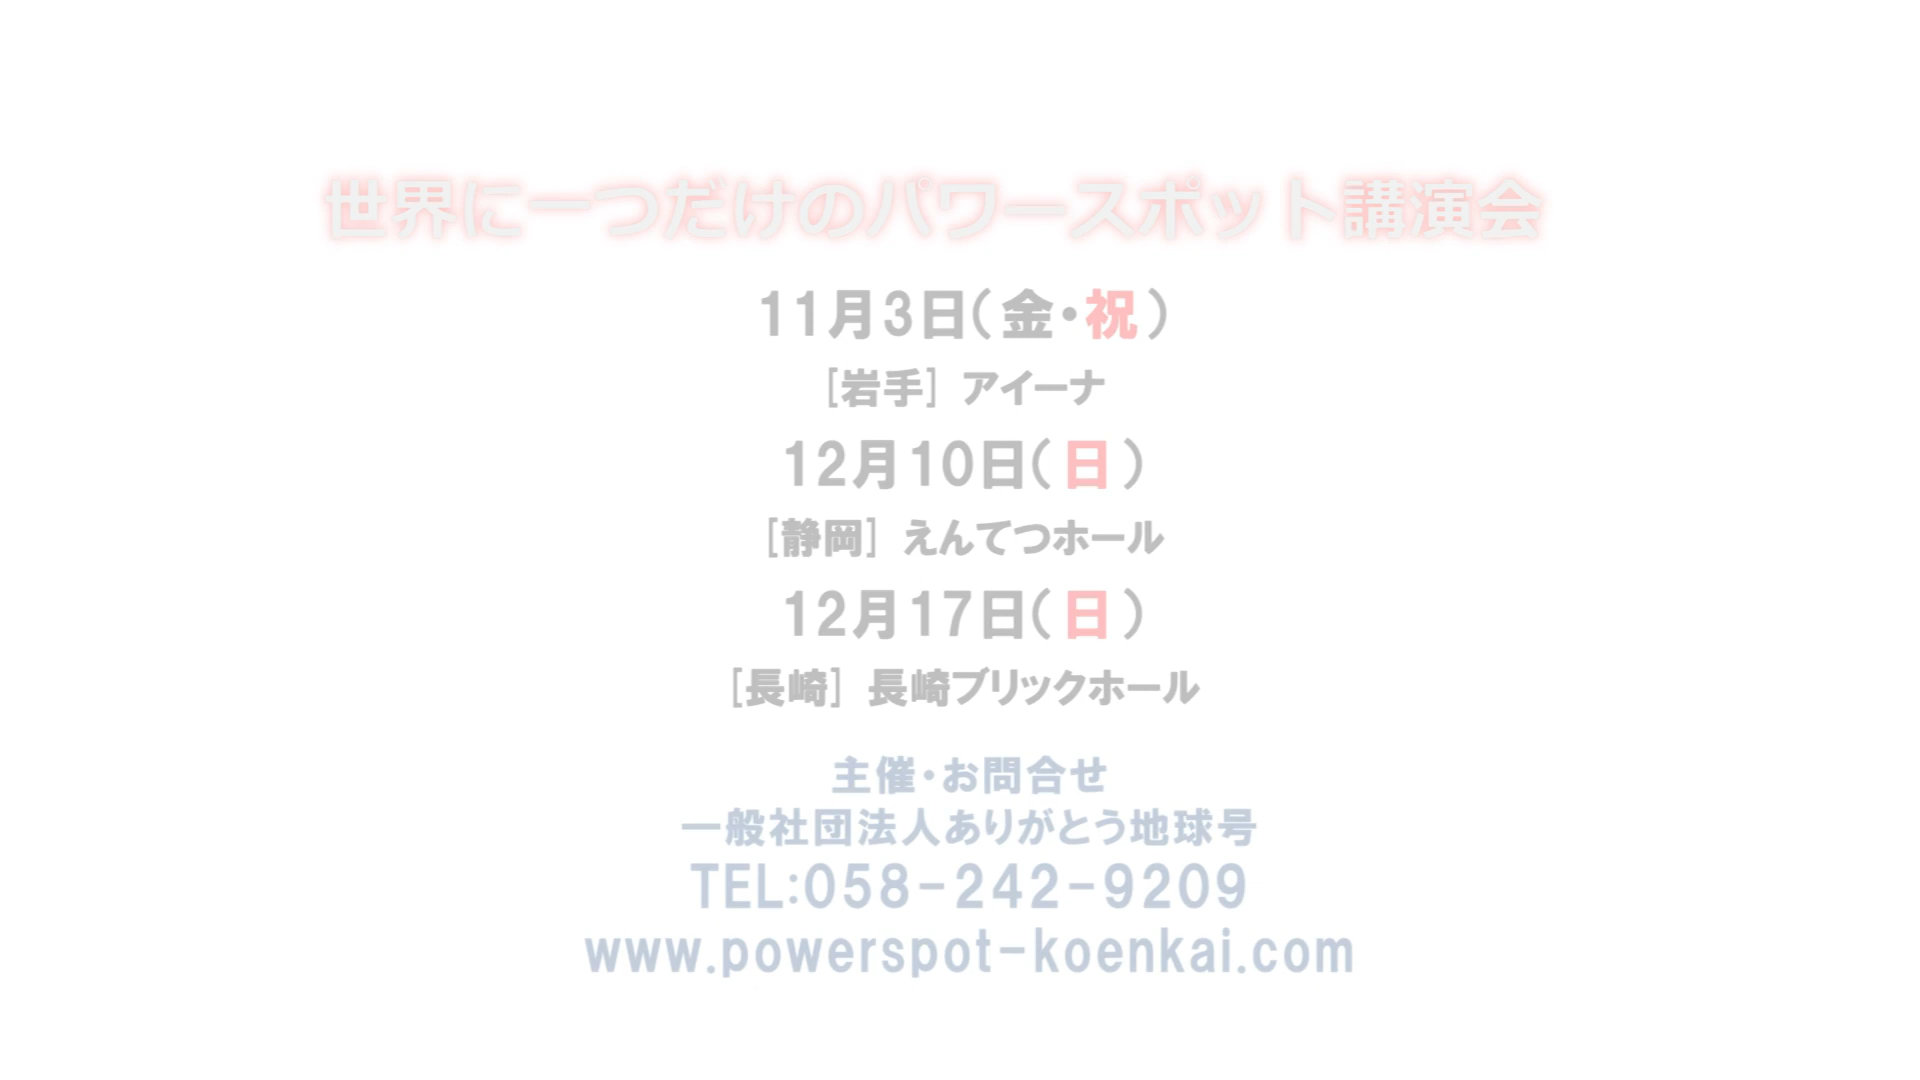 世界に一つだけのパワースポット講演会
11月3日(金・祝)
[岩手] アイーナ
12月10日(日)
[静岡] えんてつホール
12月17日(日)
[長崎] 長崎ブリックホール
主催・お問合せ
一般社団法人ありがとう地球号
TEL:058-242-9209
www.powerspot-koenkai.com